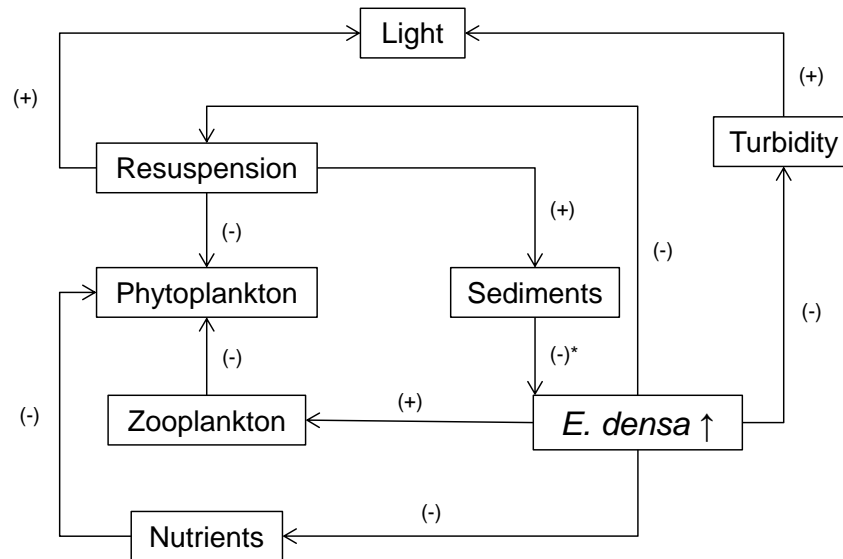 Light
(+)
(+)
Turbidity
Resuspension
(+)
(-)
(-)
Phytoplankton
Sediments
(-)
(-)
(-)*
(-)
Zooplankton
(+)
E. densa ↑
(-)
Nutrients